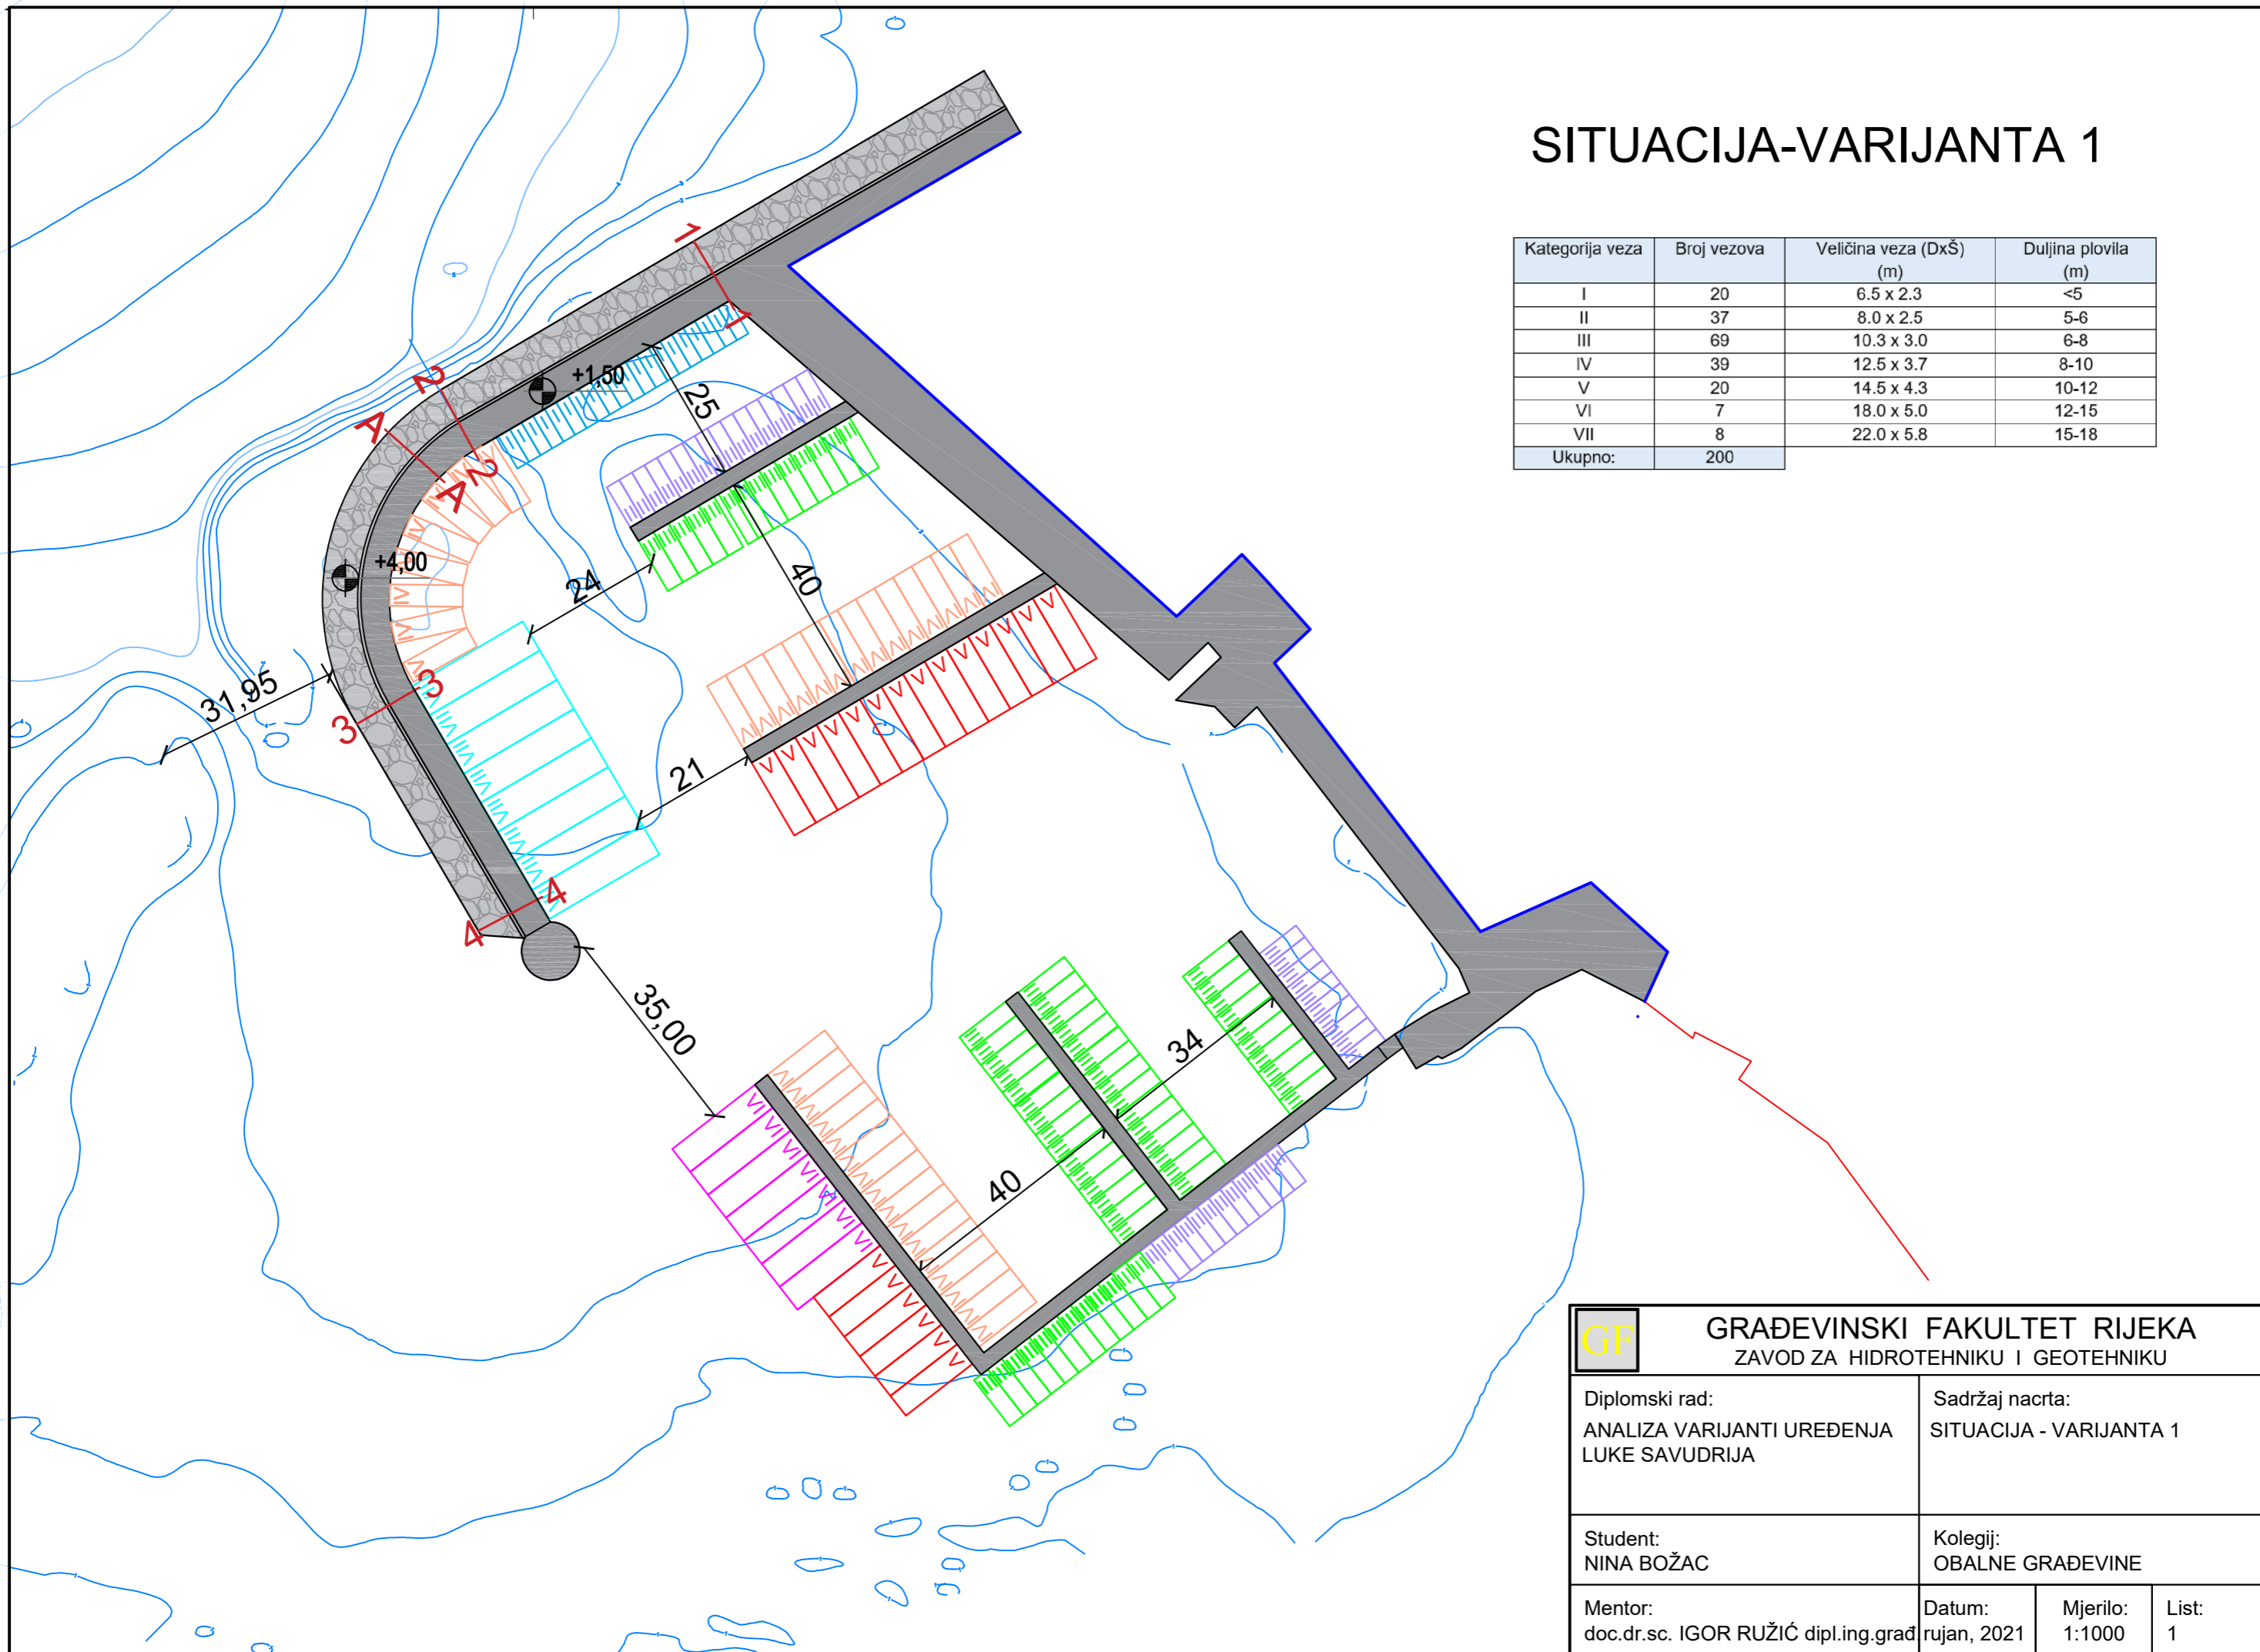 SITUACIJA-VARIJANTA 1
Kategorija veza Broj vezova Veličina veza (DxŠ) (m) Duljina plovila (m)
I 20 6.5 x 2.3 <5
II 37 8.0 x 2.5 5-6
III 69 10.3 x 3.0 6-8
IV 39 12.5 x 3.7 8-10
V 20 14.5 x 4.3 10-12
VI 7 18.0 x 5.0 12-15
VII 8 22.0 x 5.8 15-18
Ukupno: 200
1
1
2
2
A
A
+1,50
25
+4,00
24
40
31,95
3
3
21
4
4
35,00
34
40
GF
GRAĐEVINSKI FAKULTET RIJEKA
ZAVOD ZA HIDROTEHNIKU I GEOTEHNIKU
Diplomski rad:
ANALIZA VARIJANTI UREĐENJA
LUKE SAVUDRIJA
Sadržaj nacrta:
SITUACIJA - VARIJANTA 1
Student:
NINA BOŽAC
Kolegij:
OBALNE GRAĐEVINE
Mentor:
doc.dr.sc. IGOR RUŽIĆ dipl.ing.građ
Datum:
rujan, 2021
Mjerilo:
1:1000
List:
1